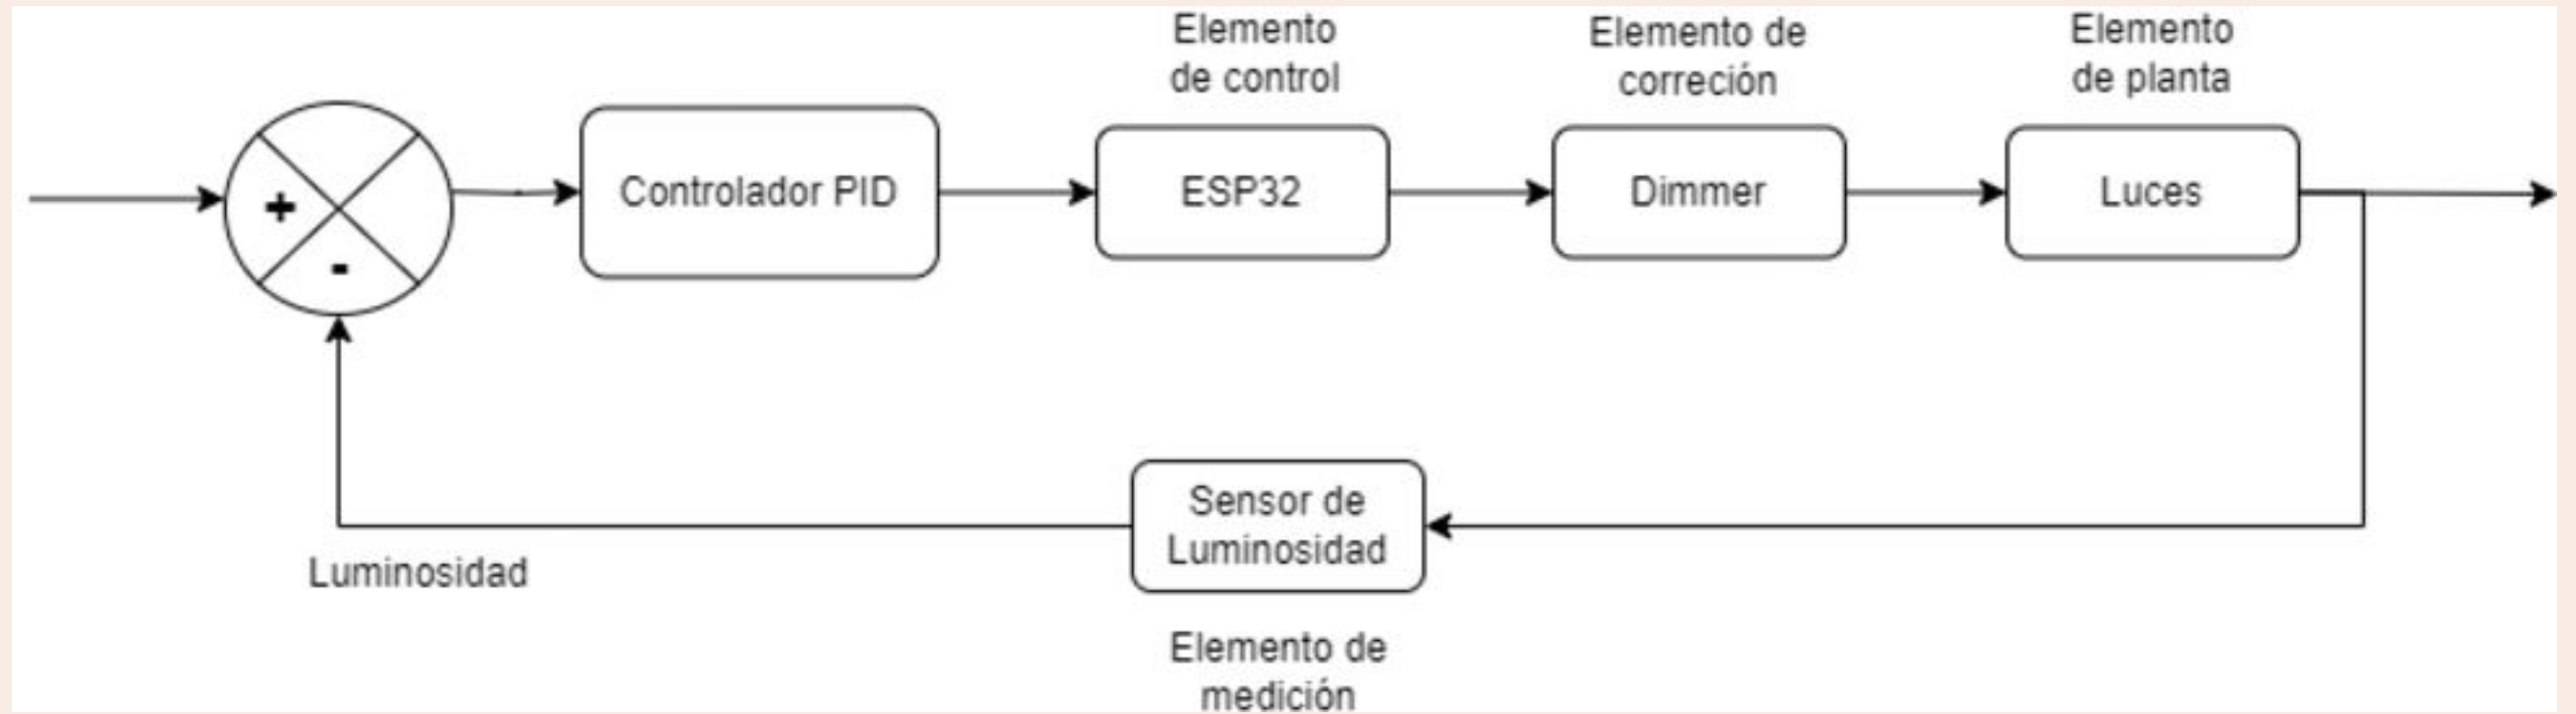 Elemento
de control
Elemento de
correción
Elemento
de planta
+
-
Controlador PID
ESP32
Dimmer
Luces
Sensor de
Luminosidad
Luminosidad
Elemento de
medición